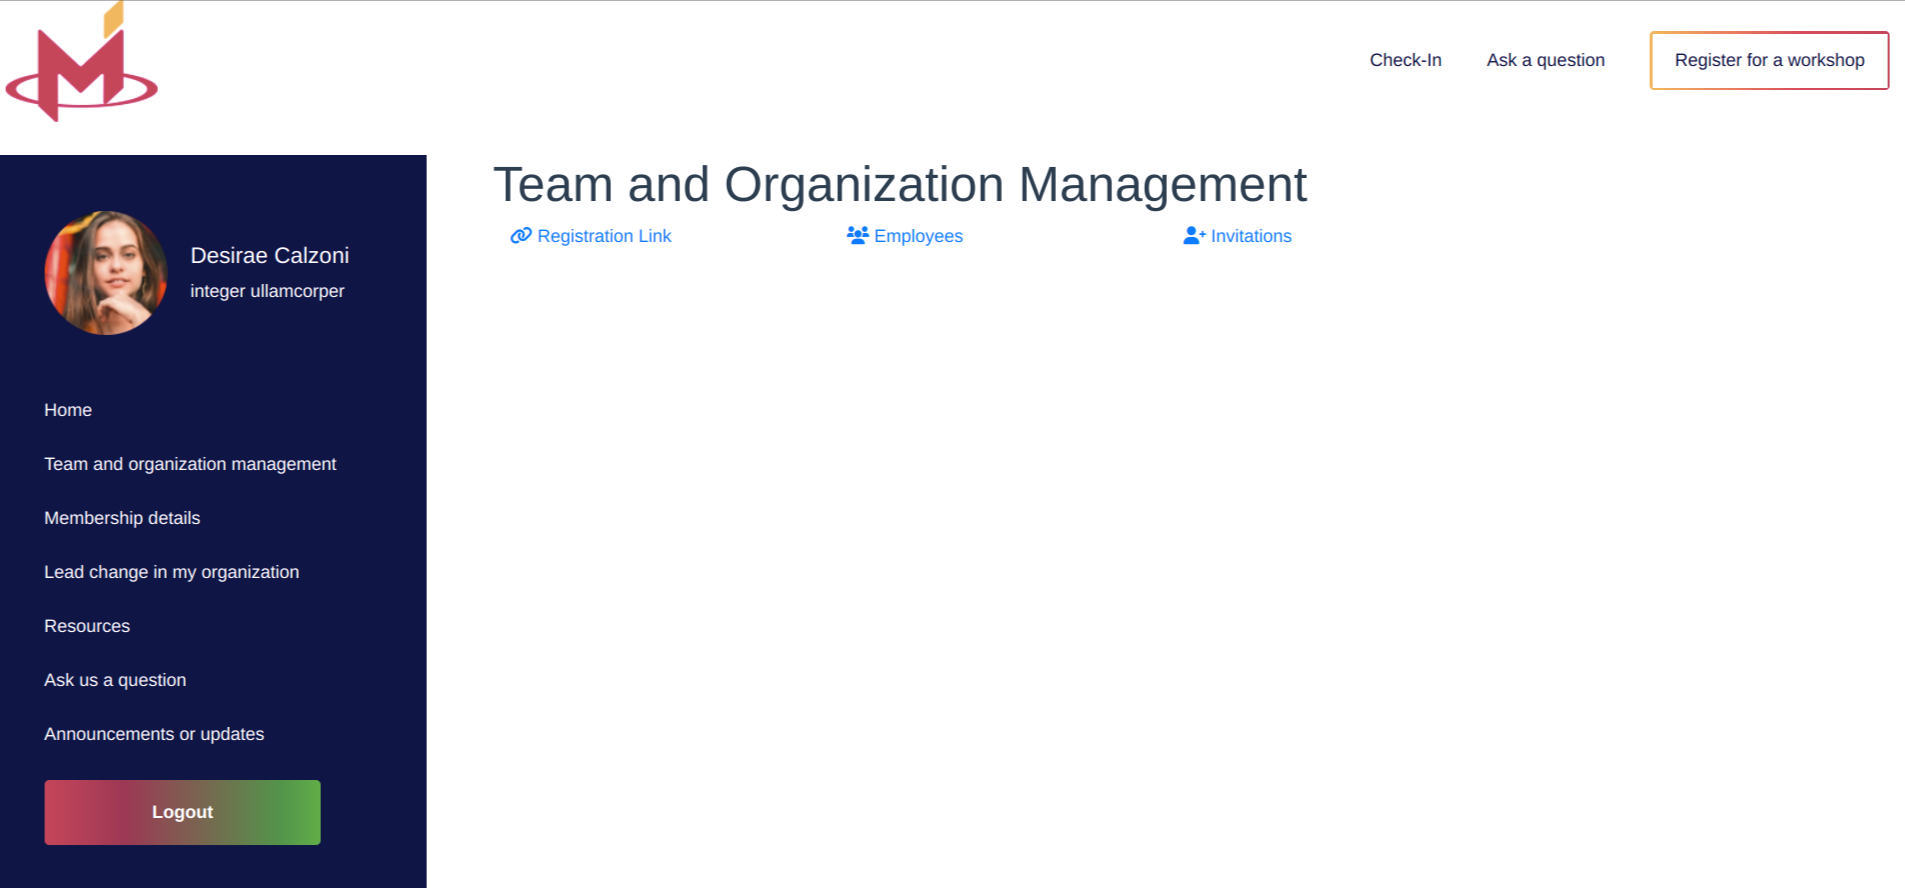 Check-In
Ask a question
Register for a workshop
Desirae Calzoni
integer ullamcorper
Home
Team and organization management
Membership details
Lead change in my organization
Resources
Ask us a question
Announcements or updates
Logout
Team and Organization Management
Registration Link
Employees
Invitations